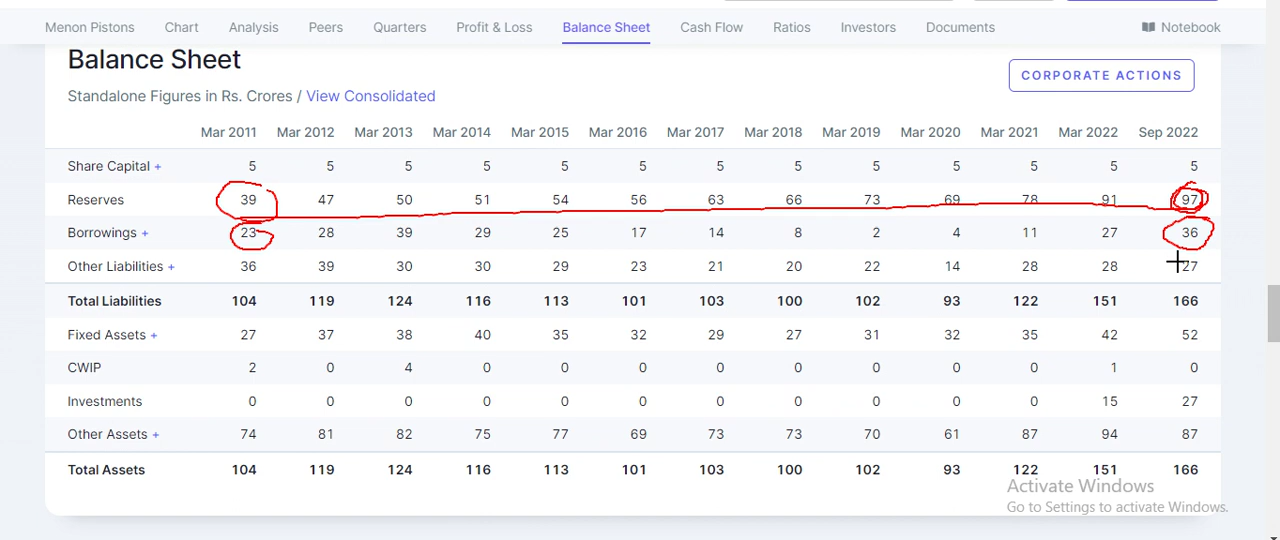 Menon Pistons Chart Analysis Peers Quarters Profit & Loss Balance Sheet Cash Flow Ratios Investors Documents Notebook
Balance Sheet
CORPORATE ACTIONS
Standalone Figures in Rs. Crores / View Consolidated
Mar 2011 Mar 2012 Mar 2013 Mar 2014 Mar 2015 Mar 2016 Mar 2017 Mar 2018 Mar 2019 Mar 2020 Mar 2021 Mar 2022 Sep 2022
Share Capital + 5 5 5 5 5 5 5 5 5 5 5 5 5
Reserves 39 47 50 51 54 56 63 66 73 69 78 91 97
Borrowings + 23 28 39 29 25 17 14 8 2 4 11 27 36
Other Liabilities + 36 39 30 30 29 23 21 20 22 14 28 28 27
Total Liabilities 104 119 124 116 113 101 103 100 102 93 122 151 166
Fixed Assets + 27 37 38 40 35 32 29 27 31 32 35 42 52
CWIP 2 0 4 0 0 0 0 0 0 0 0 1 0
Investments 0 0 0 0 0 0 0 0 0 0 0 15 27
Other Assets + 74 81 82 75 77 69 73 73 70 61 87 94 87
Total Assets 104 119 124 116 113 101 103 100 102 93 122 151 166
Activate Windows
Go to Settings to activate Windows.